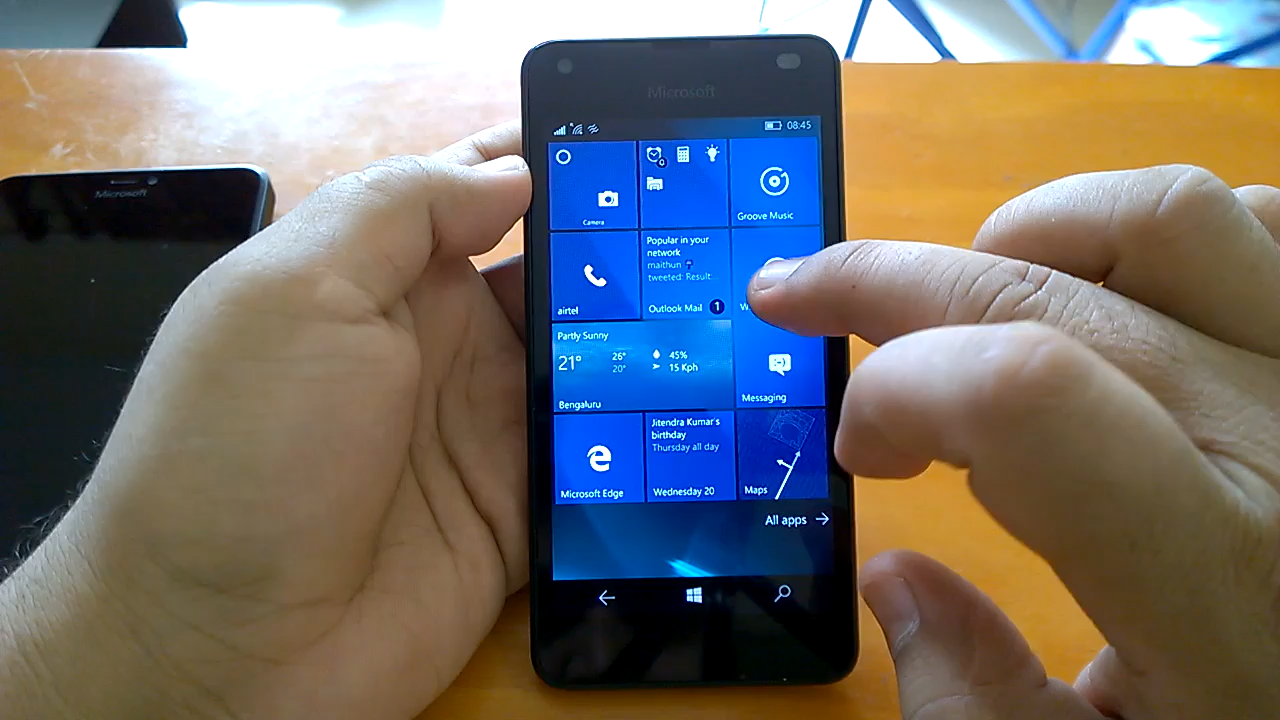 Microsoft
Microsoft
08:45
Camera
Groove Music
airtel
Popular in your
network
maithun
tweeted: Result...
Outlook Mail 1
W
Partly Sunny
21°
26°
20°
45%
15 Kph
Bengaluru
Messaging
Microsoft Edge
Jitendra Kumar's
birthday
Thursday all day
Wednesday 20
Maps
All apps